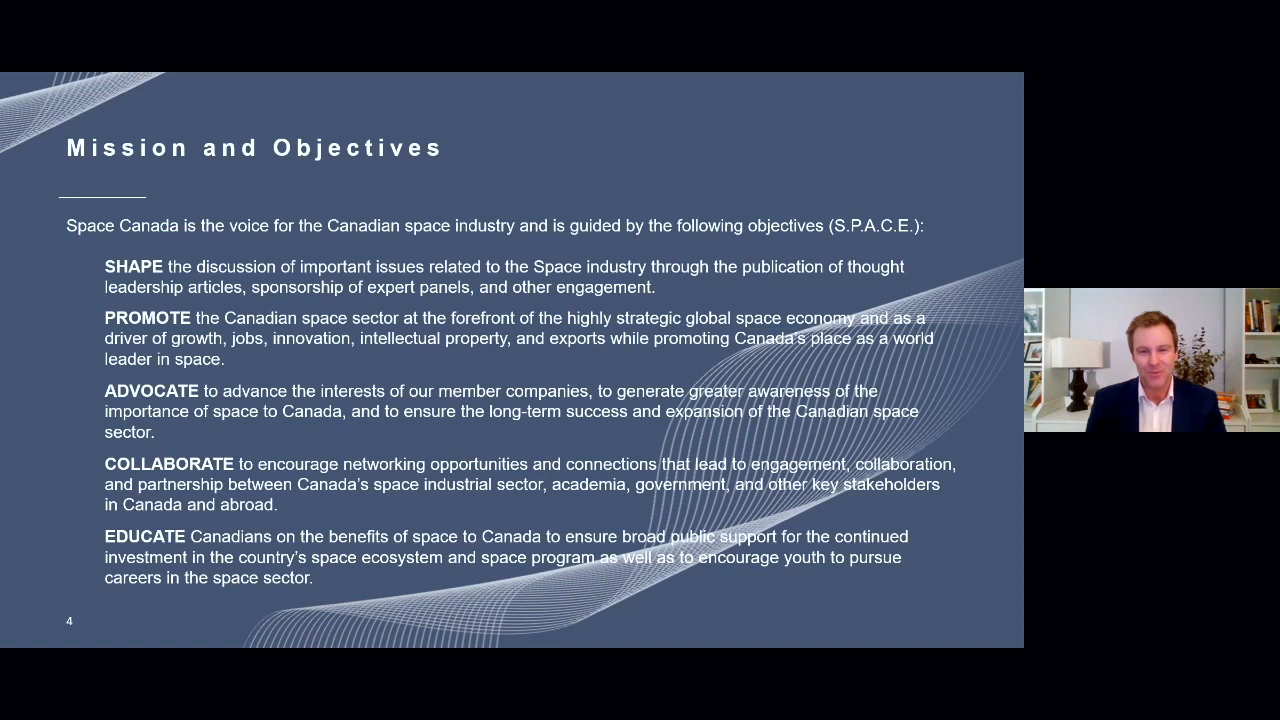 Mission and Objectives
Space Canada is the voice for the Canadian space industry and is guided by the following objectives (S.P.A.C.E.):
SHAPE the discussion of important issues related to the Space industry through the publication of thought
leadership articles, sponsorship of expert panels, and other engagement.
PROMOTE the Canadian space sector at the forefront of the highly strategic global space economy and as a
driver of growth, jobs, innovation, intellectual property, and exports while promoting Canada’s place as a world
leader in space.
ADVOCATE to advance the interests of our member companies, to generate greater awareness of the
importance of space to Canada, and to ensure the long-term success and expansion of the Canadian space
sector.
COLLABORATE to encourage networking opportunities and connections that lead to engagement, collaboration,
and partnership between Canada’s space industrial sector, academia, government, and other key stakeholders
in Canada and abroad.
EDUCATE Canadians on the benefits of space to Canada to ensure broad public support for the continued
investment in the country’s space ecosystem and space program as well as to encourage youth to pursue
careers in the space sector.
4